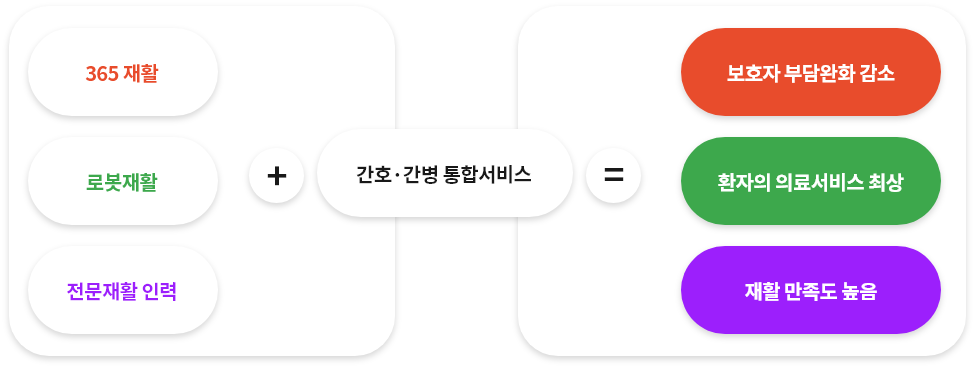 365 재활
로봇재활
전문재활 인력
+
간호·간병 통합서비스
=
보호자 부담완화 감소
환자의 의료서비스 최상
재활 만족도 높음